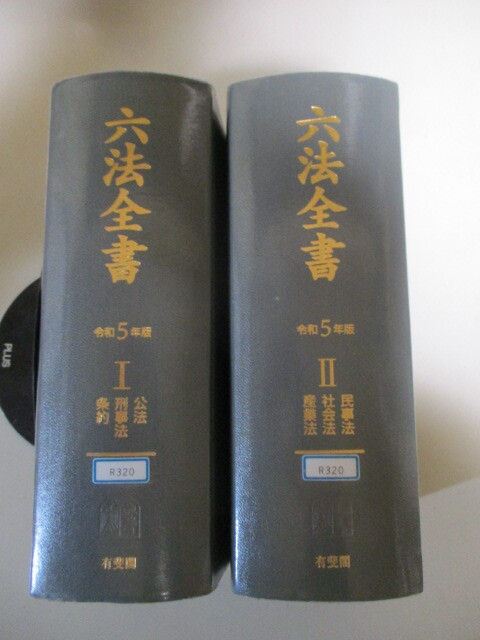 六法全書
令和5年版
I
公法
刑事法
条約
R320
有斐閣
六法全書
令和5年版
II
民事法
社会法
産業法
R320
有斐閣
PLUS